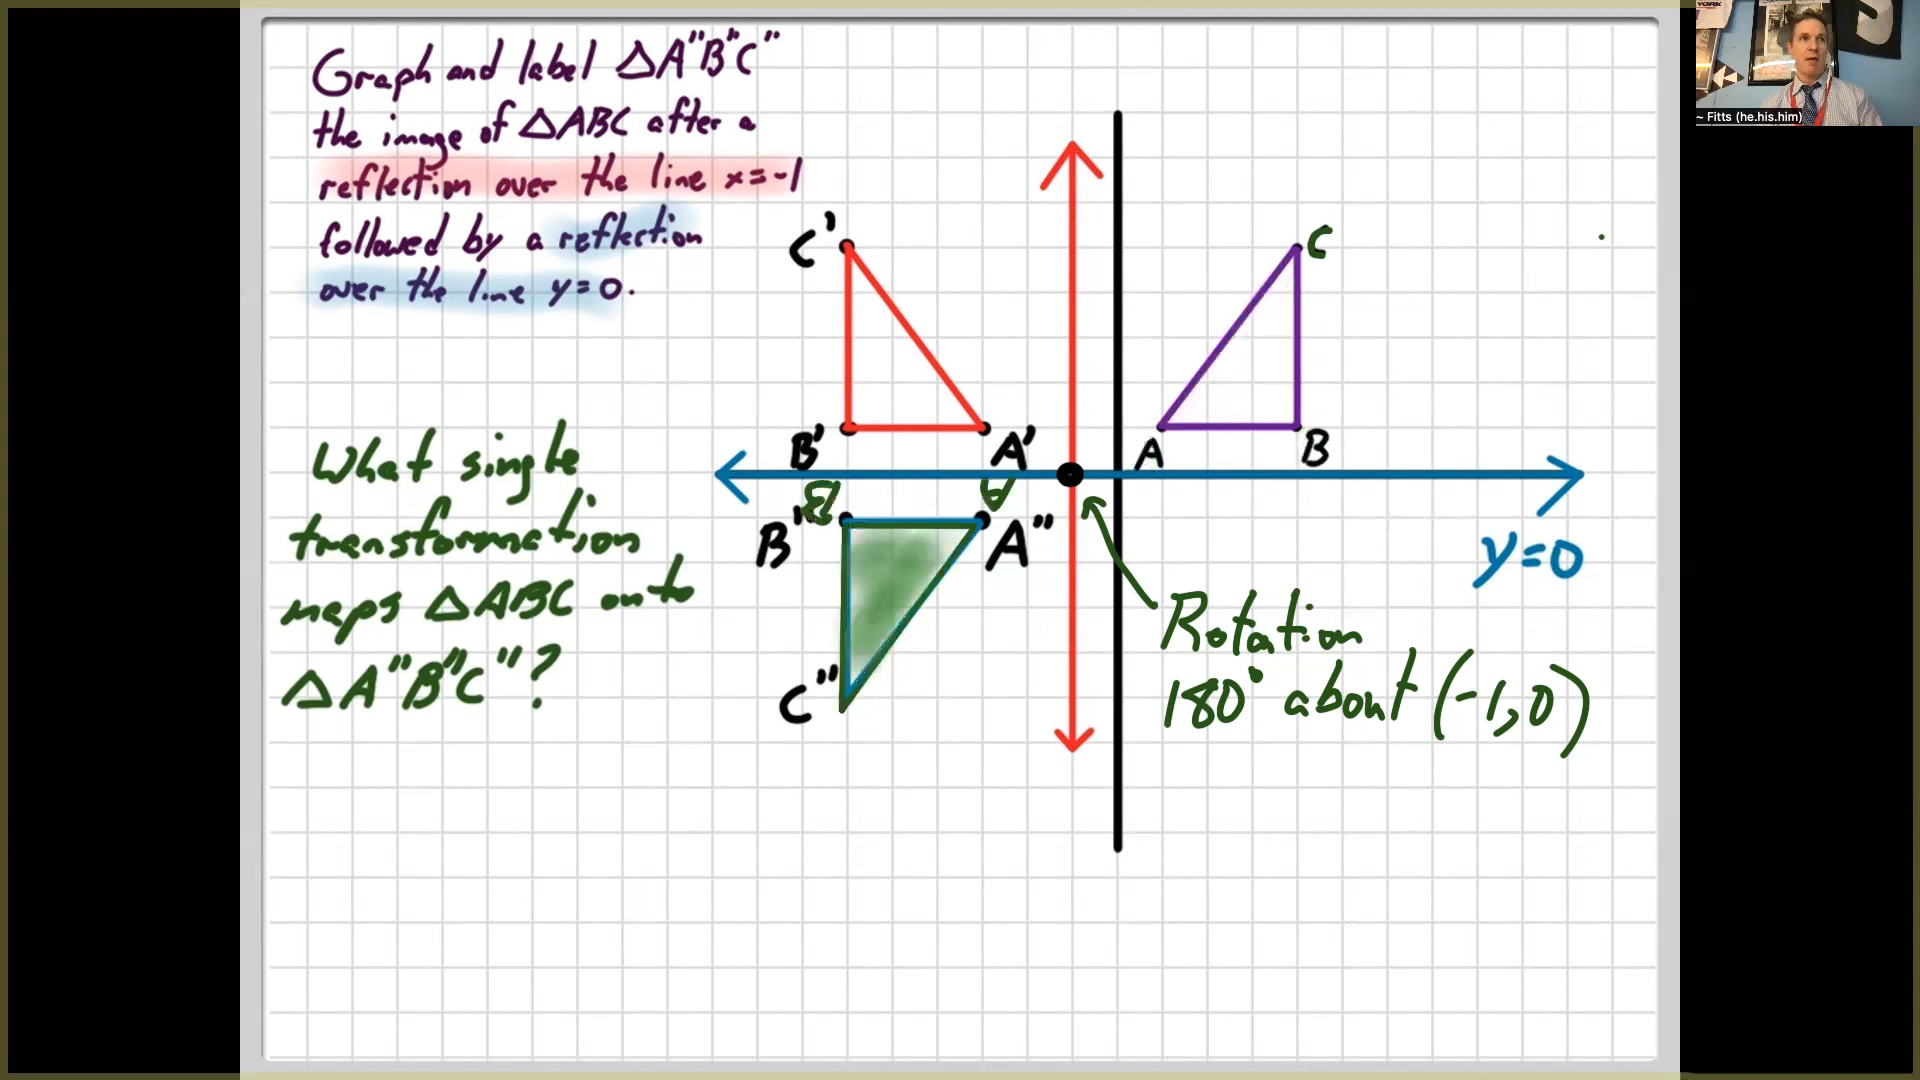 Graph and label △A"B"C"
the image of △ABC after a
reflection over the line x=-1
followed by a reflection
over the line y=0.
What single
transformation
maps △ABC onto
△A"B"C"?
C'
B'
A'
C
A
B
B
A
B"
A"
C"
y=0
Rotation
180° about (-1,0)
YORK
~ Fitts (he.his.him)